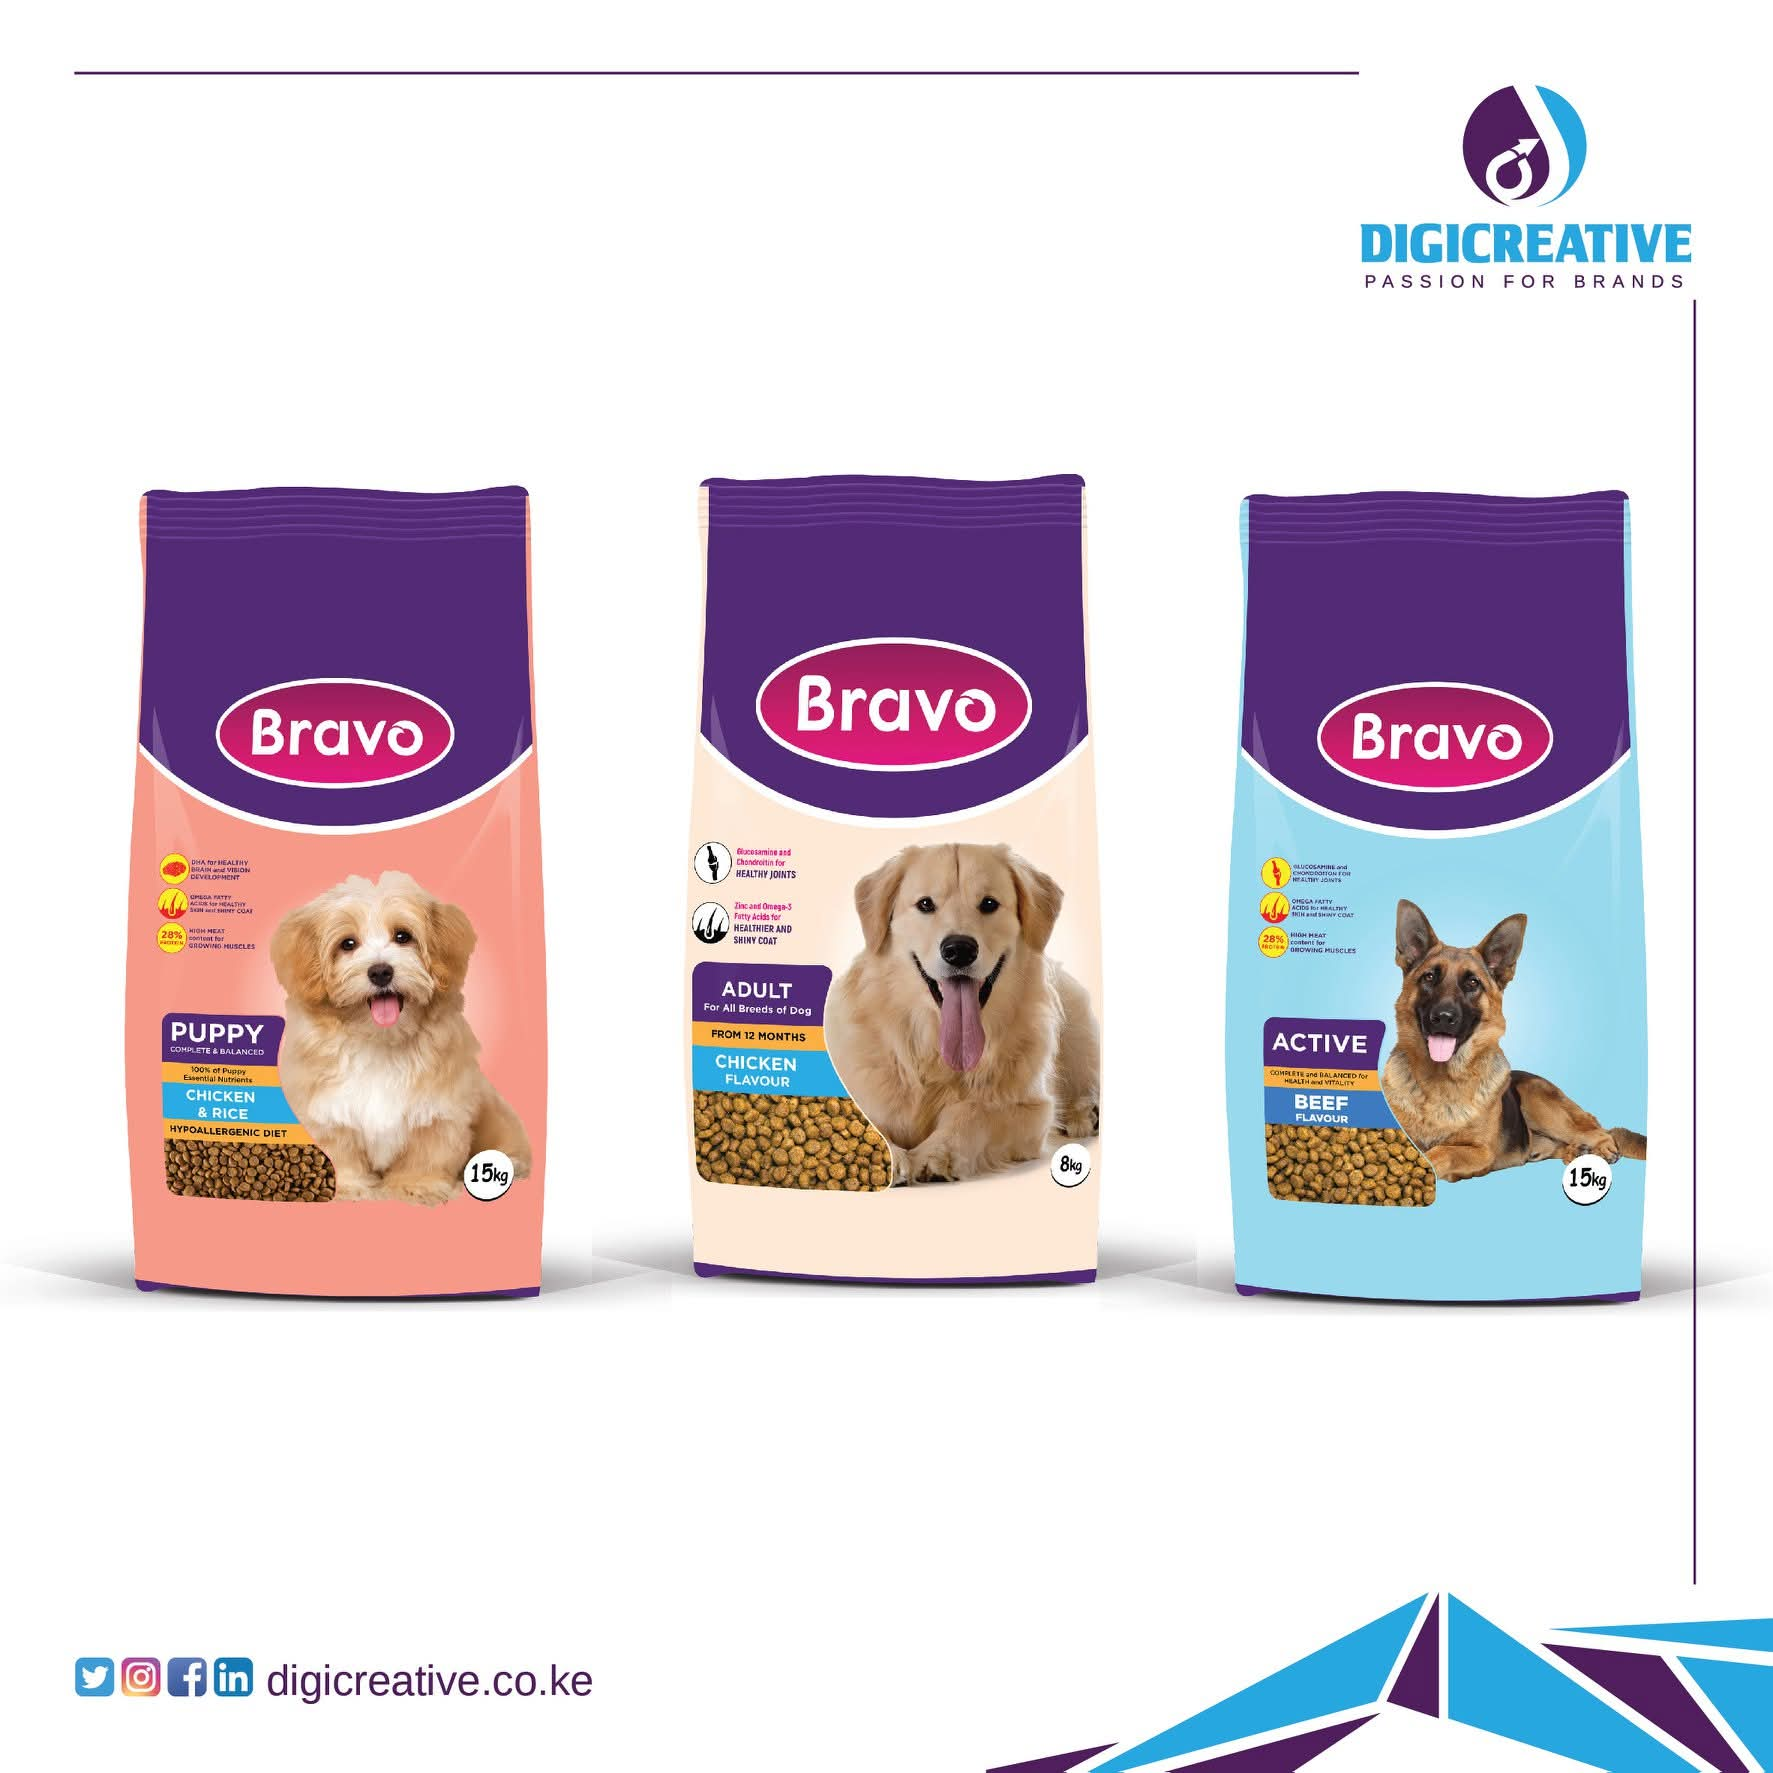 DIGICREATIVE
PASSION FOR BRANDS
Bravo
DHA for HEALTHY
BRAIN and VISION
DEVELOPMENT
OMEGA FATTY
ACIDS for HEALTHY
SKIN and SHINY COAT
28%
PROTEIN
HIGH MEAT
content for
GROWING MUSCLES
PUPPY
COMPLETE & BALANCED
100% of Puppy
Essential Nutrients
CHICKEN
& RICE
HYPOALLERGENIC DIET
15kg
Bravo
Glucosamine and
Chondroitin for
HEALTHY JOINTS
Zinc and Omega-3
Fatty Acids for
HEALTHIER AND
SHINY COAT
ADULT
For All Breeds of Dog
FROM 12 MONTHS
CHICKEN
FLAVOUR
8kg
Bravo
GLUCOSAMINE and
CHONDROITON FOR
HEALTHY JOINTS
OMEGA FATTY
ACIDS for HEALTHY
SKIN and SHINY COAT
28%
PROTEIN
HIGH MEAT
content for
GROWING MUSCLES
ACTIVE
COMPLETE and BALANCED for
HEALTH and VITALITY
BEEF
FLAVOUR
15kg
digicreative.co.ke